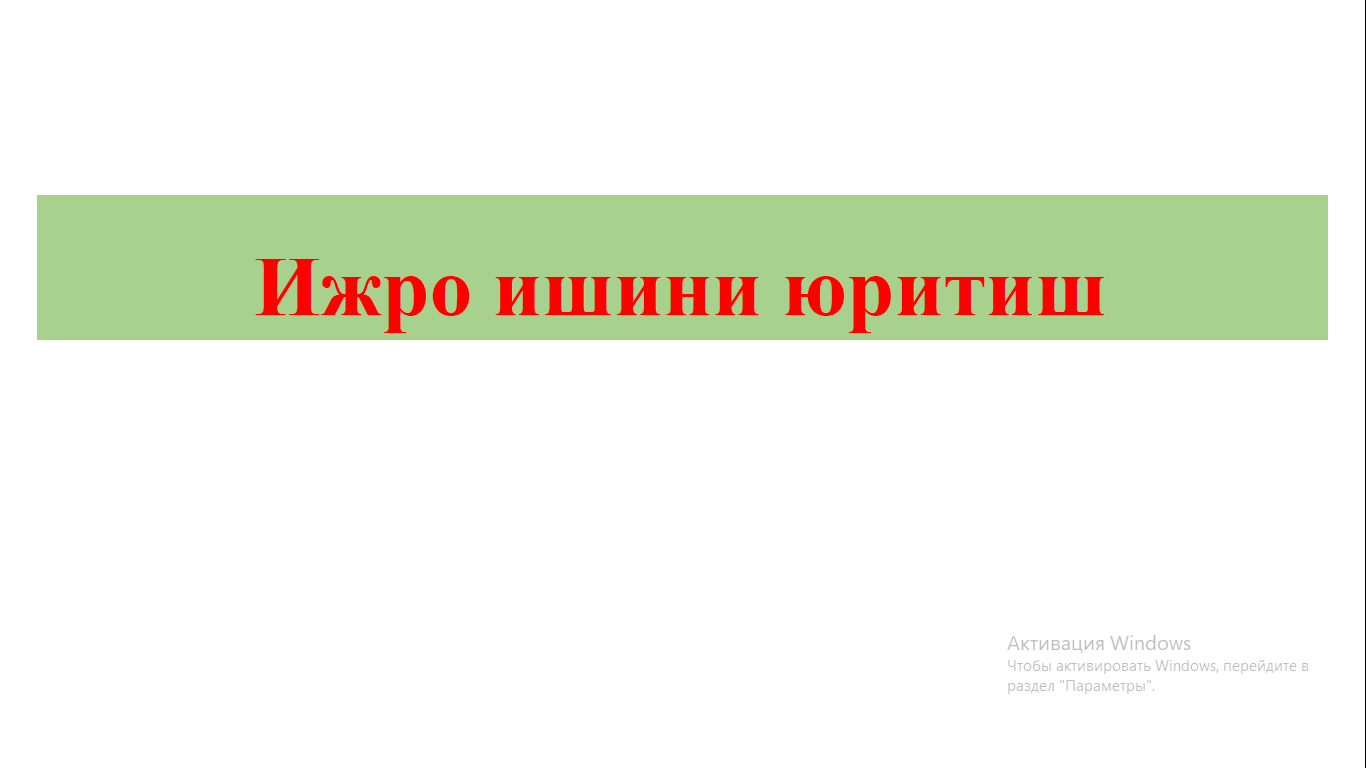 Ижро ишини юритиш
Активация Windows
Чтобы активировать Windows, перейдите в
раздел "Параметры".